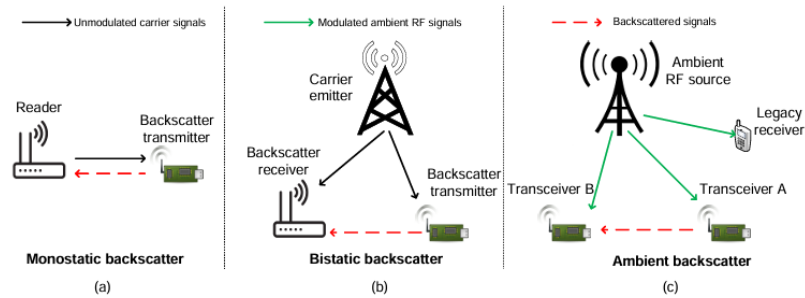 Unmodulated carrier signals
Modulated ambient RF signals
Backscattered signals
Reader
Backscatter
transmitter
Monostatic backscatter
(a)
Carrier
emitter
Backscatter
receiver
Backscatter
transmitter
Bistatic backscatter
(b)
Ambient
RF source
Legacy
receiver
Transceiver B
Transceiver A
Ambient backscatter
(c)